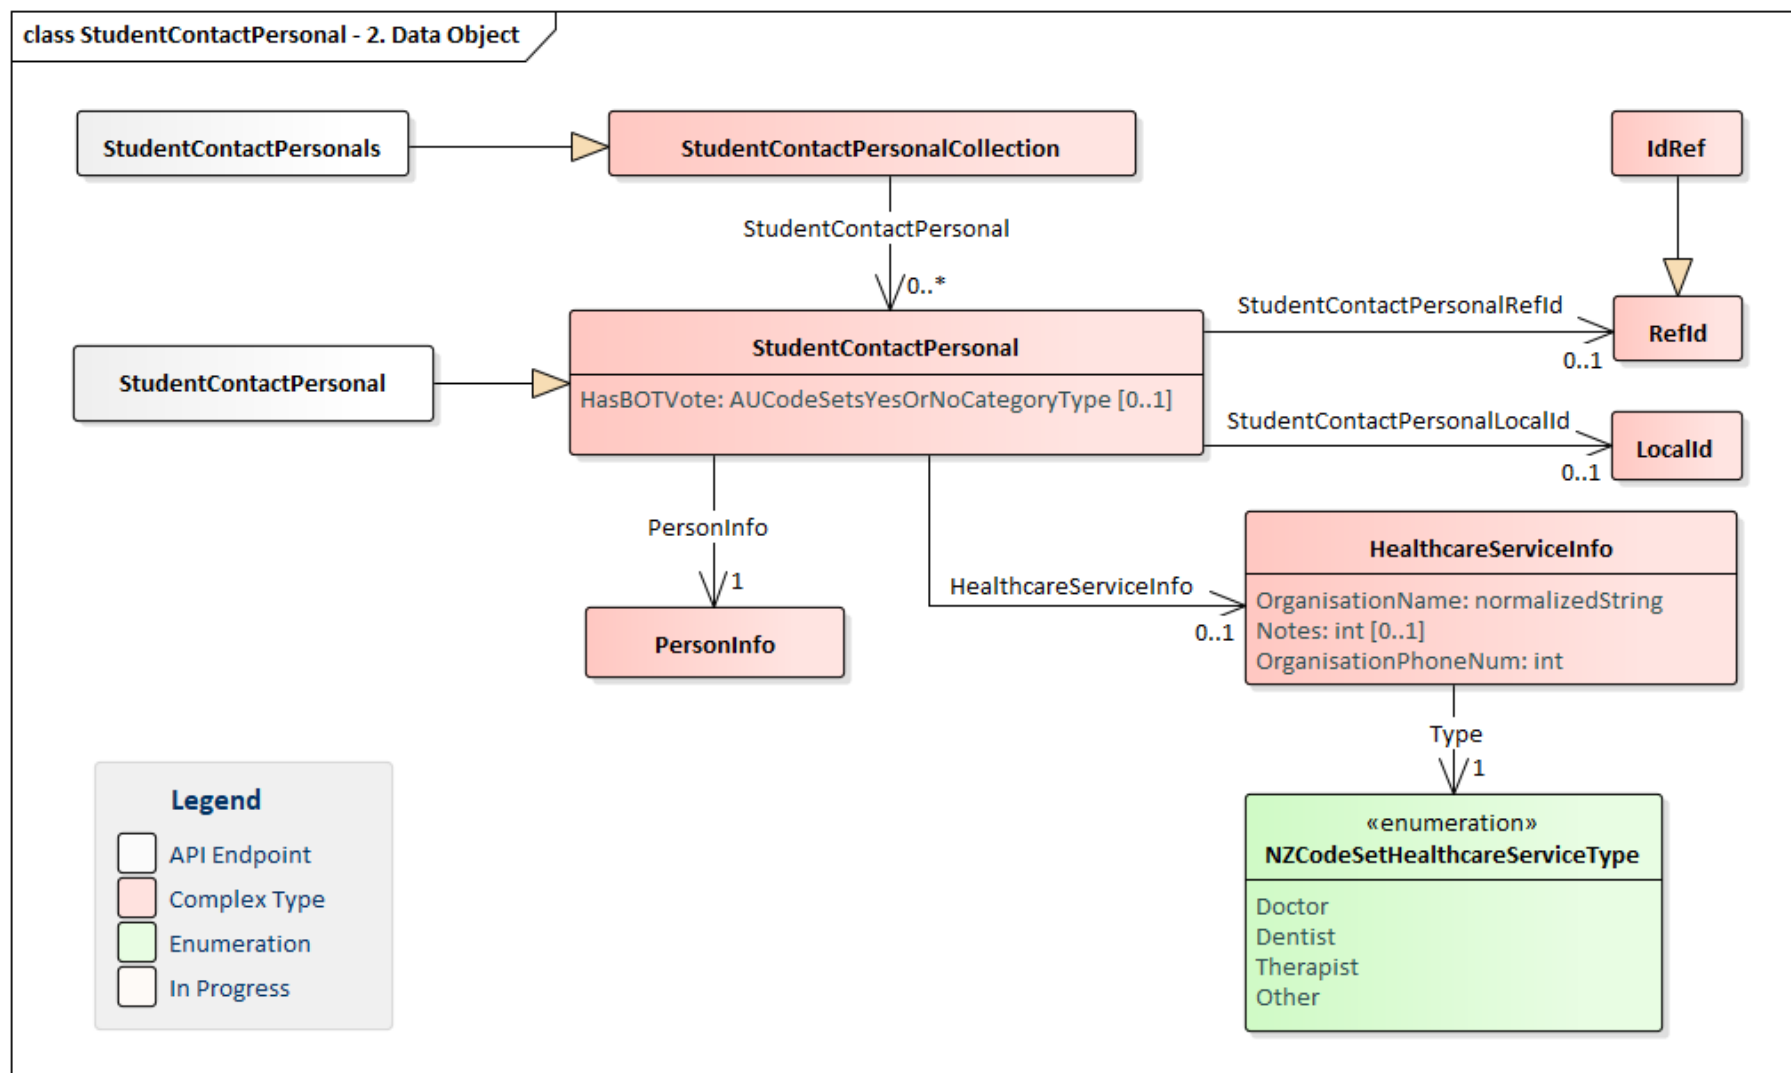 class StudentContactPersonal - 2. Data Object
StudentContactPersonals
StudentContactPersonalCollection
IdRef
StudentContactPersonal
0..*
StudentContactPersonal
StudentContactPersonal
HasBOTVote: AUCodeSetsYesOrNoCategoryType [0..1]
StudentContactPersonalRefId
0..1
RefId
StudentContactPersonalLocalId
0..1
LocalId
PersonInfo
1
PersonInfo
HealthcareServiceInfo
0..1
HealthcareServiceInfo
OrganisationName: normalizedString
Notes: int [0..1]
OrganisationPhoneNum: int
Type
1
«enumeration»
NZCodeSetHealthcareServiceType
Doctor
Dentist
Therapist
Other
Legend
API Endpoint
Complex Type
Enumeration
In Progress